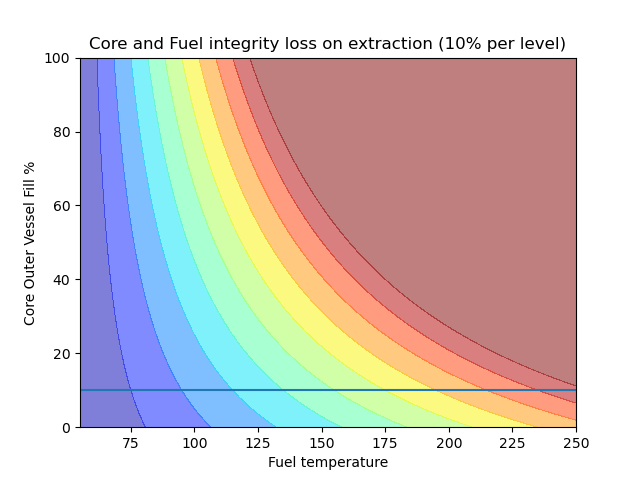 Core and Fuel integrity loss on extraction (10% per level)
100
80
60
40
20
0
Core Outer Vessel Fill %
75 100 125 150 175 200 225 250
Fuel temperature